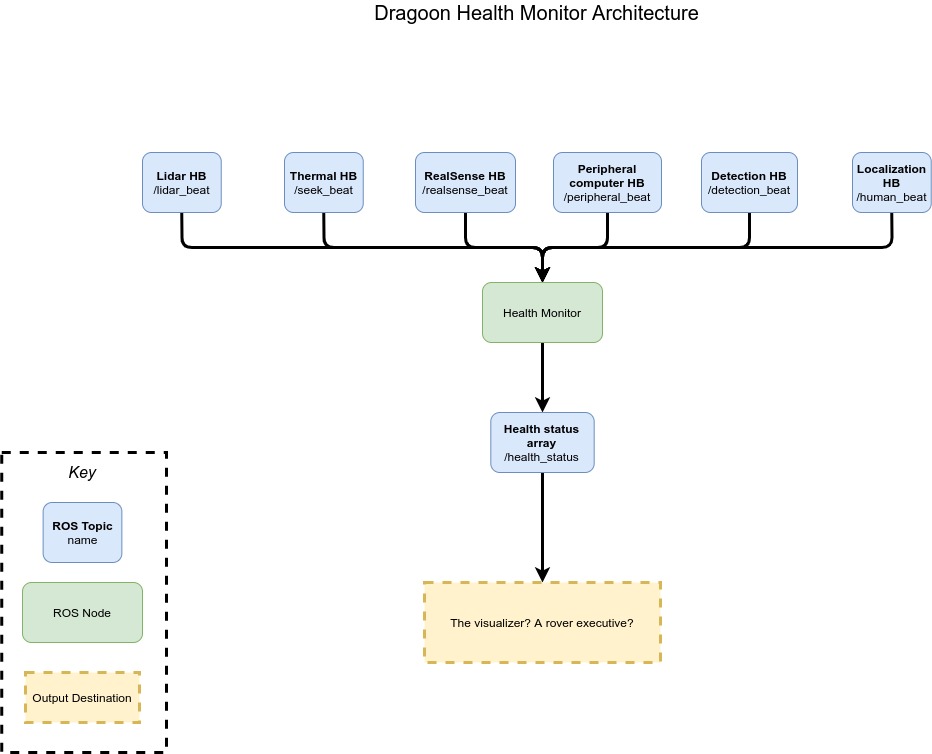 Dragoon Health Monitor Architecture
Lidar HB
/lidar_beat
Thermal HB
/seek_beat
RealSense HB
/realsense_beat
Peripheral
computer HB
/peripheral_beat
Detection HB
/detection_beat
Localization
HB
/human_beat
Health Monitor
Health status
array
/health_status
The visualizer? A rover executive?
Key
ROS Topic
name
ROS Node
Output Destination